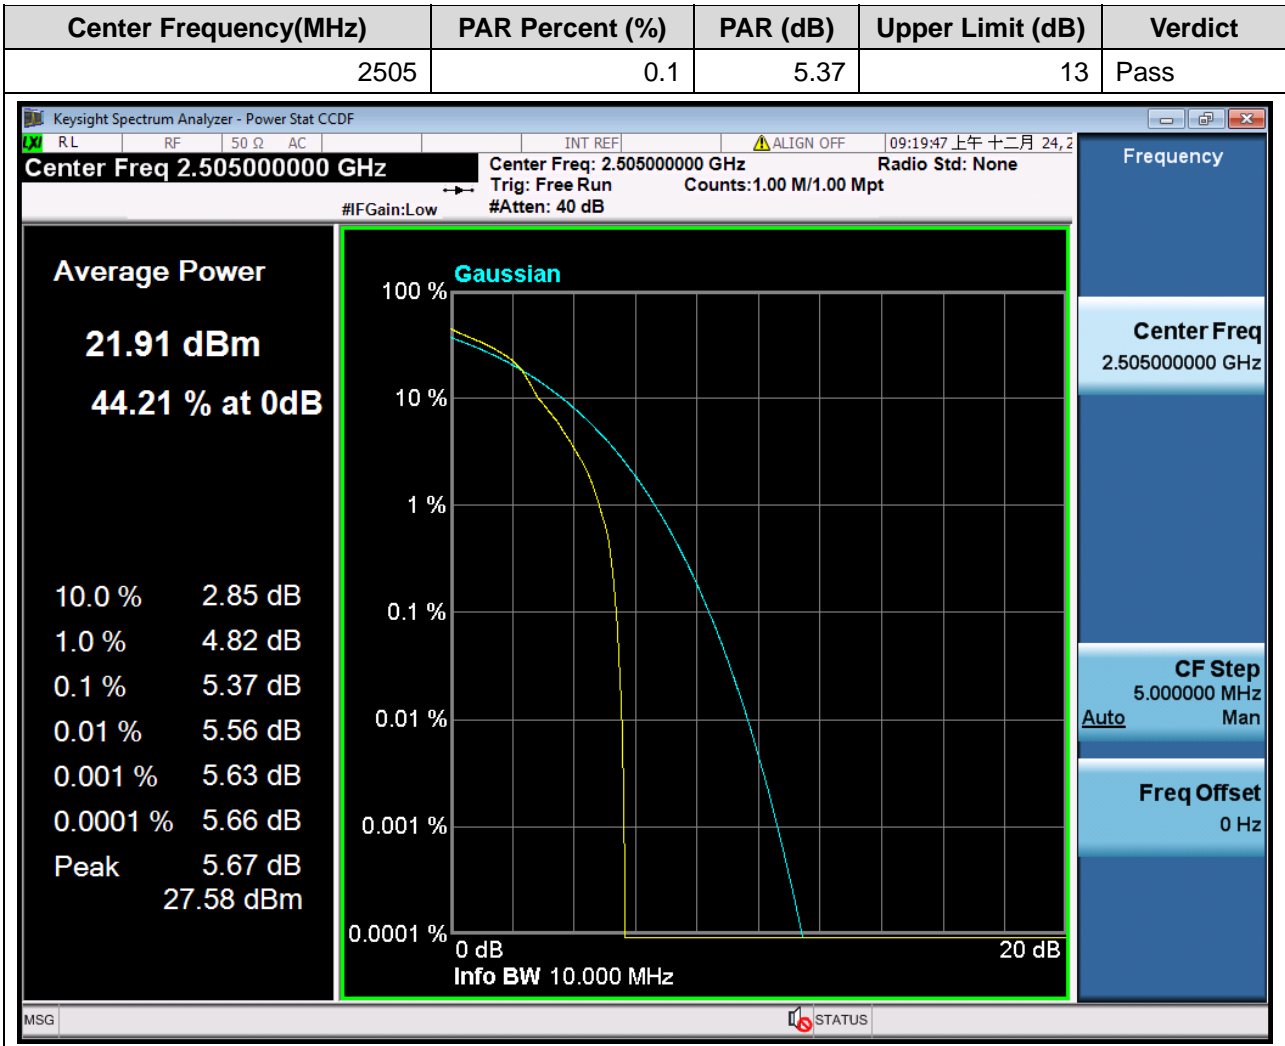 Center Frequency(MHz) PAR Percent (%) PAR (dB) Upper Limit (dB) Verdict
2505 0.1 5.37 13 Pass
Keysight Spectrum Analyzer - Power Stat CCDF
LXI RL RF 50 Ω AC INT REF ALIGN OFF 09:19:47 上午 十二月 24, 2
Center Freq 2.505000000 GHz
Center Freq: 2.505000000 GHz Radio Std: None
Trig: Free Run Counts:1.00 M/1.00 Mpt
#IFGain:Low #Atten: 40 dB
Average Power
21.91 dBm
44.21 % at 0dB
10.0 % 2.85 dB
1.0 % 4.82 dB
0.1 % 5.37 dB
0.01 % 5.56 dB
0.001 % 5.63 dB
0.0001 % 5.66 dB
Peak 5.67 dB
27.58 dBm
Gaussian
100 %
10 %
1 %
0.1 %
0.01 %
0.001 %
0.0001 %
0 dB 20 dB
Info BW 10.000 MHz
Frequency
Center Freq
2.505000000 GHz
CF Step
5.000000 MHz
Auto Man
Freq Offset
0 Hz
MSG STATUS